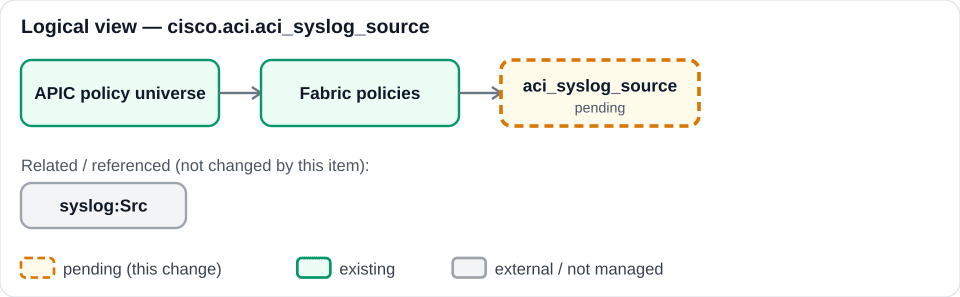 Logical view — cisco.aci.aci_syslog_source
APIC policy universe
Fabric policies
aci_syslog_source
pending
Related / referenced (not changed by this item):
syslog:Src
pending (this change)
existing
external / not managed